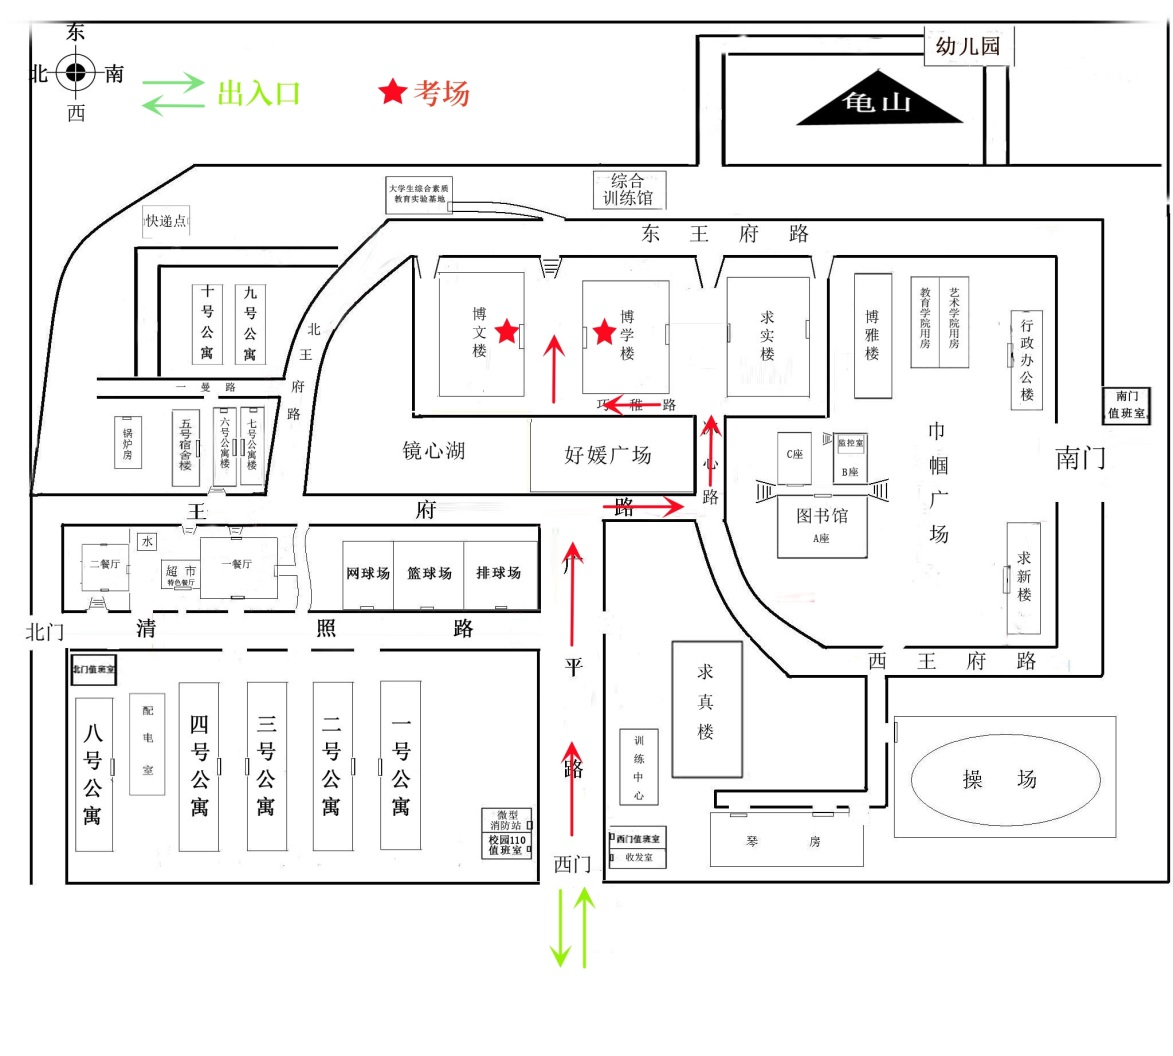 东
北 南
西
出入口
考场
幼儿园
龟山
大学生综合素质
教育实验基地
综合
训练馆
快递点
东王府路
十号公寓
九号公寓
北王府路
博文楼
博学楼
求实楼
博雅楼
教育学院用房
艺术学院用房
行政办公楼
南门
值班室
一曼路
巧稚路
锅炉房
五号宿舍楼
六号公寓楼
七号公寓楼
镜心湖
好媛广场
心路
C座
监控室
B座
巾帼广场
南门
图书馆
A座
王府路
水
二餐厅
超市
特色餐厅
一餐厅
网球场
篮球场
排球场
求新楼
广平路
北门
清照路
西王府路
北门值班室
八号公寓
配电室
四号公寓
三号公寓
二号公寓
一号公寓
求真楼
训练中心
操场
微型
消防站
校园110
值班室
西门
西门值班室
收发室
琴房